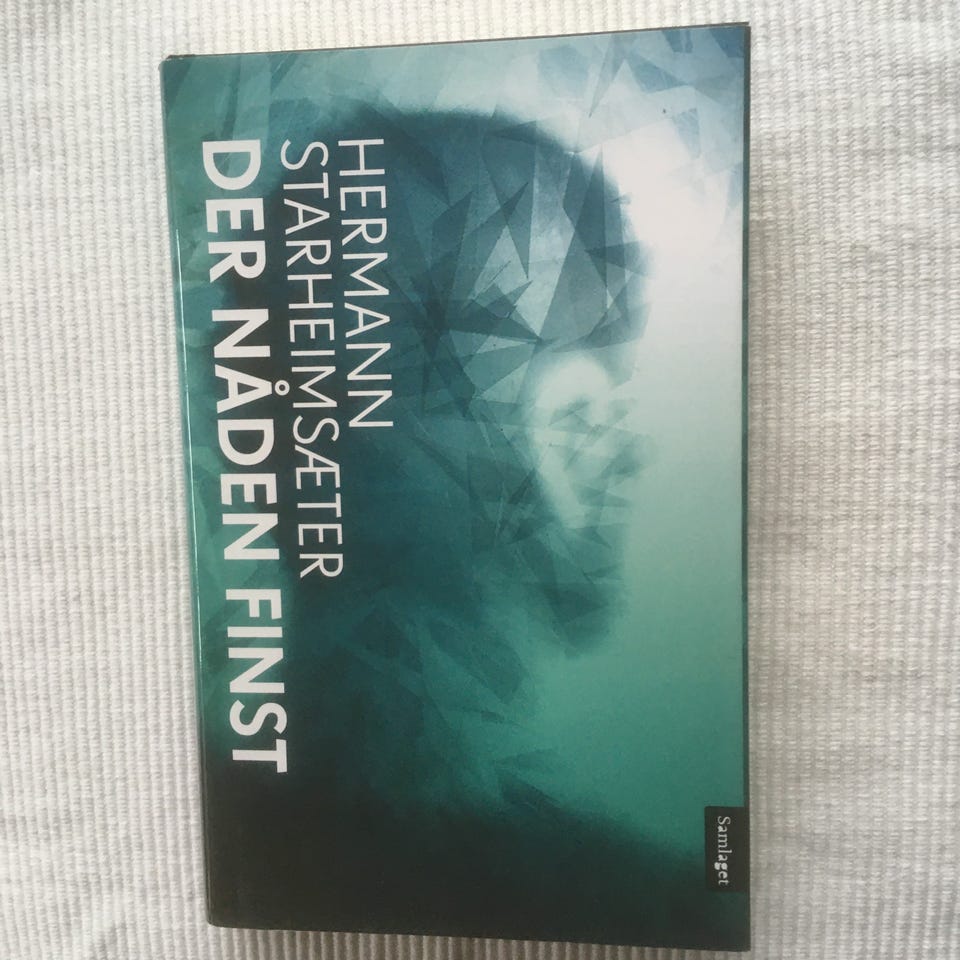 HERMANN
STARHEIMSÆTER
DER NÅDEN FINST
Samlaget